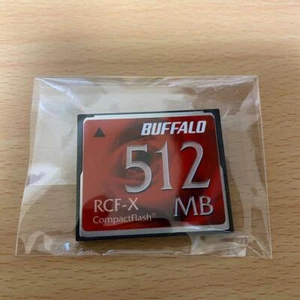 BUFFALO
512
RCF-X
MB
CompactFlash